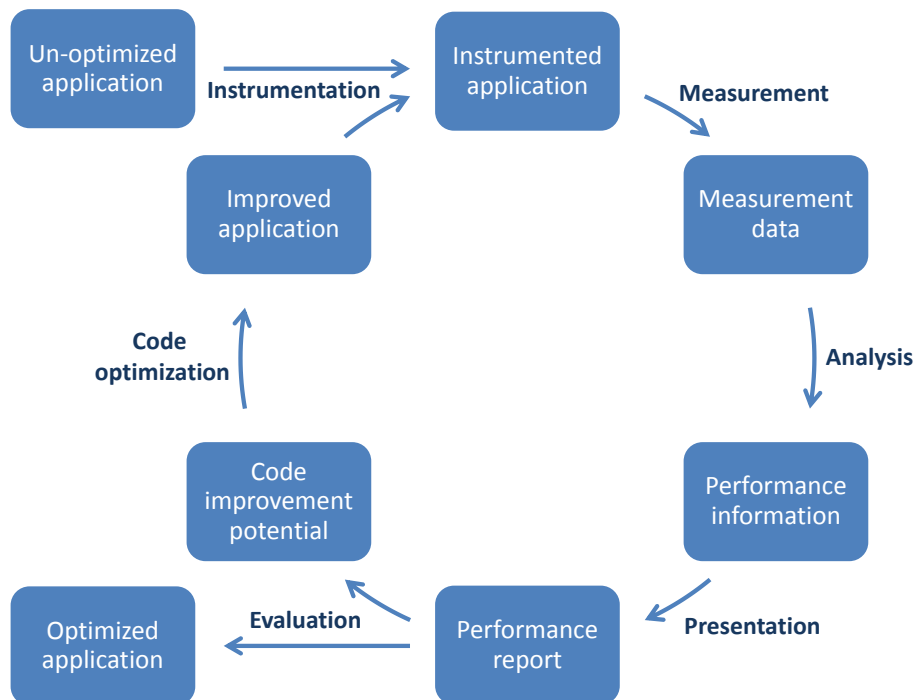 Un-optimized
application
Instrumentation
Instrumented
application
Measurement
Improved
application
Measurement
data
Code
optimization
Analysis
Code
improvement
potential
Performance
information
Optimized
application
Evaluation
Performance
report
Presentation